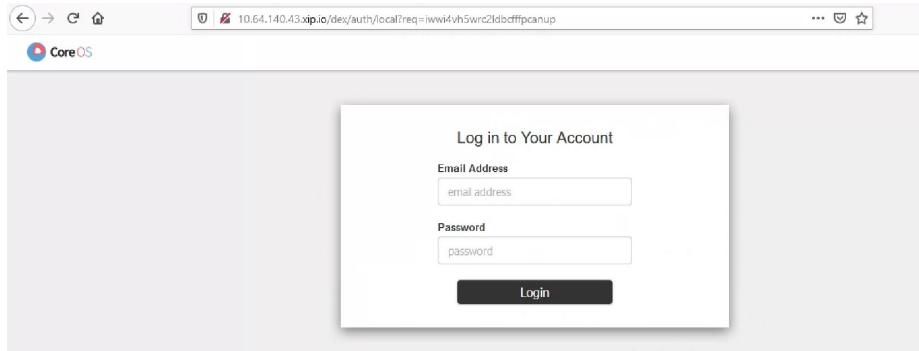 10.64.140.43.xip.io/dex/auth/local?req=iwwi4vh5wrc2ldbcfffpcanup
CoreOS
Log in to Your Account
Email Address
email address
Password
password
Login